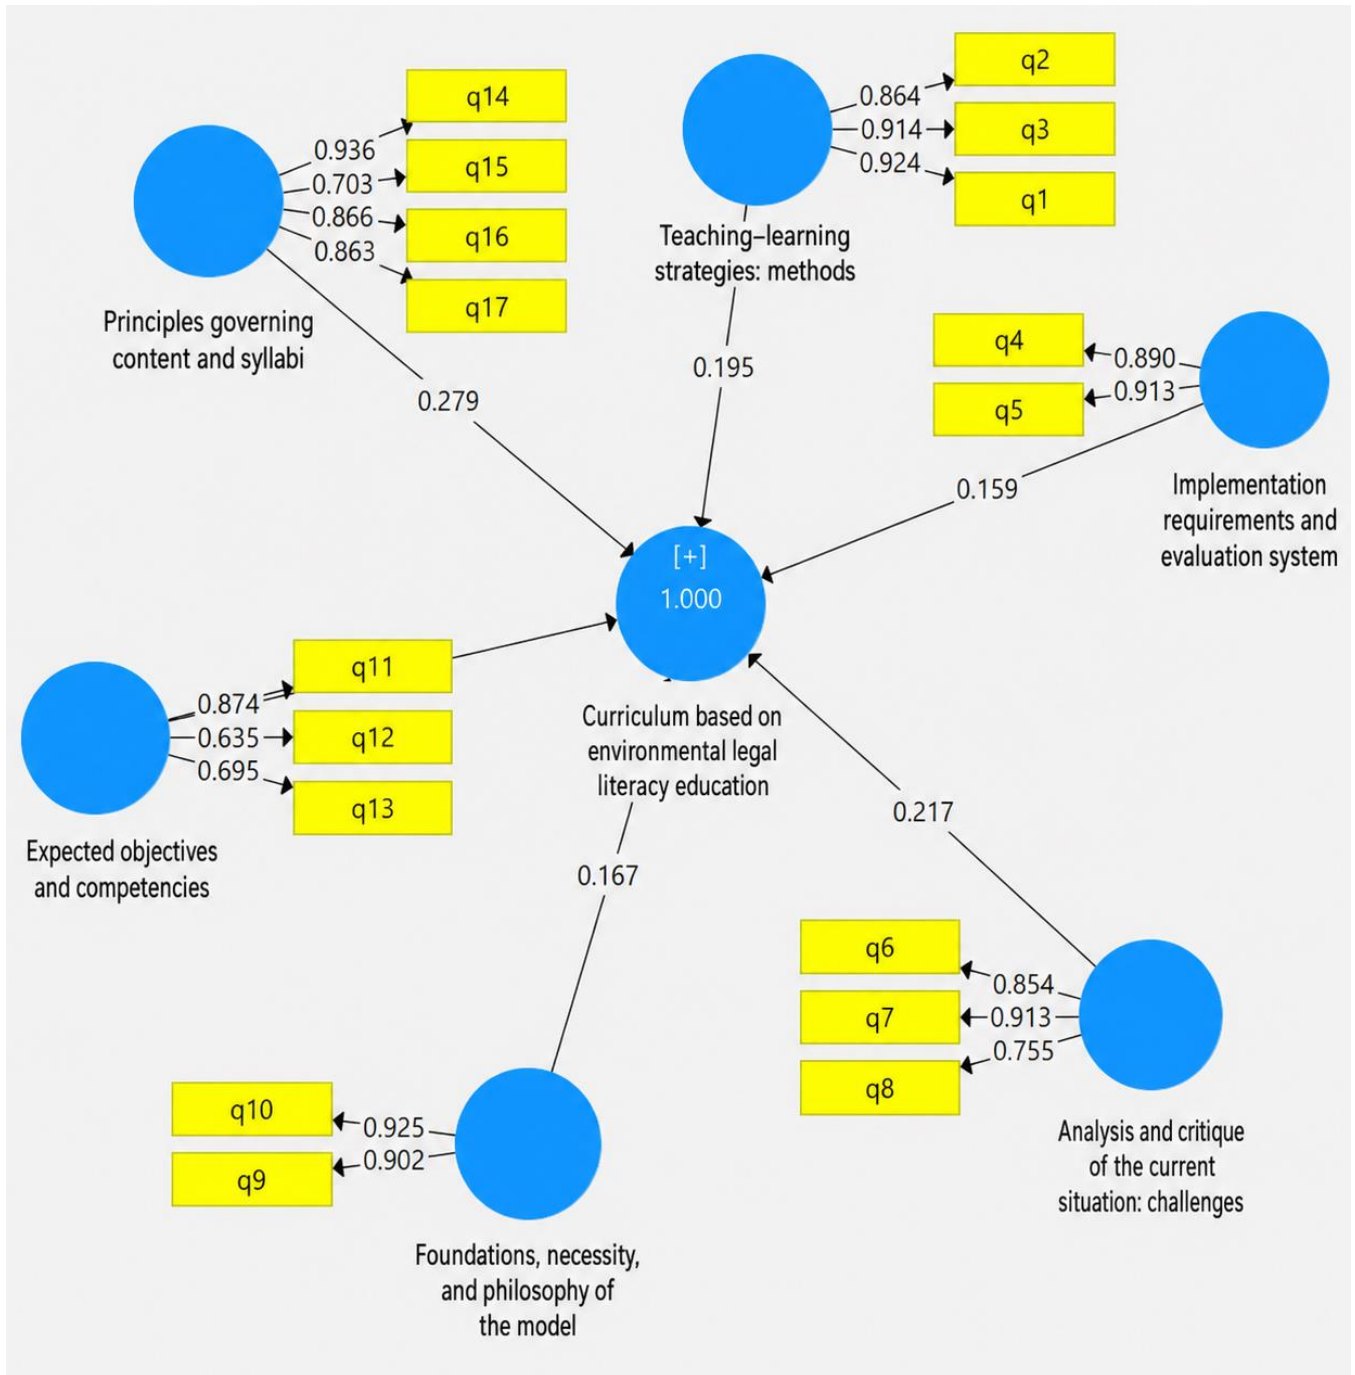 q14
0.936
q15
0.703
q16
0.866
q17
0.863
Principles governing
content and syllabi
0.279
q2
0.864
q3
0.914
q1
0.924
Teaching–learning
strategies: methods
0.195
q4
0.890
q5
0.913
Implementation
requirements and
evaluation system
0.159
[+]
1.000
Curriculum based on
environmental legal
literacy education
q11
0.874
q12
0.635
q13
0.695
Expected objectives
and competencies
0.167
0.217
q6
0.854
q7
0.913
q8
0.755
Analysis and critique
of the current
situation: challenges
q10
0.925
q9
0.902
Foundations, necessity,
and philosophy of
the model